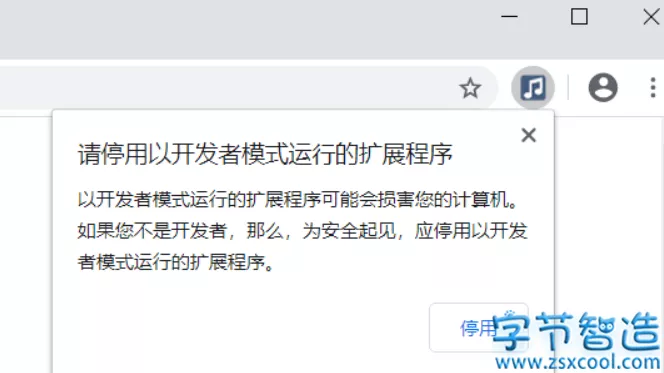 请停用以开发者模式运行的扩展程序
以开发者模式运行的扩展程序可能会损害您的计算机。
如果您不是开发者，那么，为安全起见，应停用以开发
者模式运行的扩展程序。
停用
字节智造
www.zsxcool.com